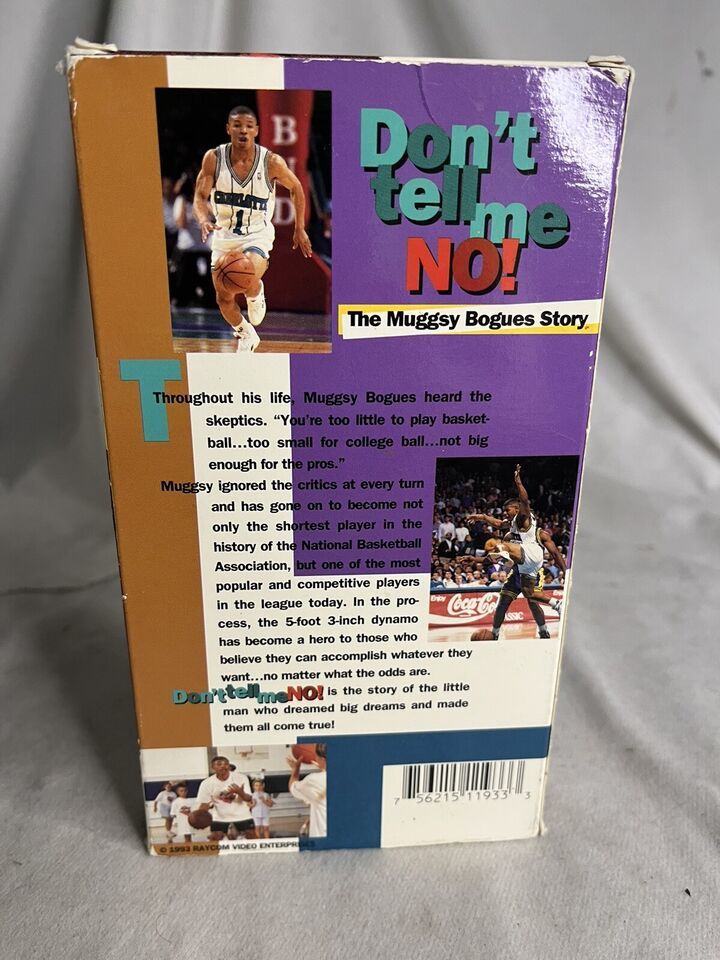 Don't
tell me
NO!
The Muggsy Bogues Story
B
D
CHARLOTTE
1
Throughout his life, Muggsy Bogues heard the
skeptics. "You're too little to play basket-
ball...too small for college ball...not big
enough for the pros."
Muggsy ignored the critics at every turn
and has gone on to become not
only the shortest player in the
history of the National Basketball
Association, but one of the most
popular and competitive players
in the league today. In the pro-
cess, the 5-foot 3-inch dynamo
has become a hero to those who
believe they can accomplish whatever they
want...no matter what the odds are.
Don't tell me NO! is the story of the little
man who dreamed big dreams and made
them all come true!
Enjoy
Coca-Cola
CLASSIC
7 56215 11933 3
© 1993 RAYCOM VIDEO ENTERPRISES